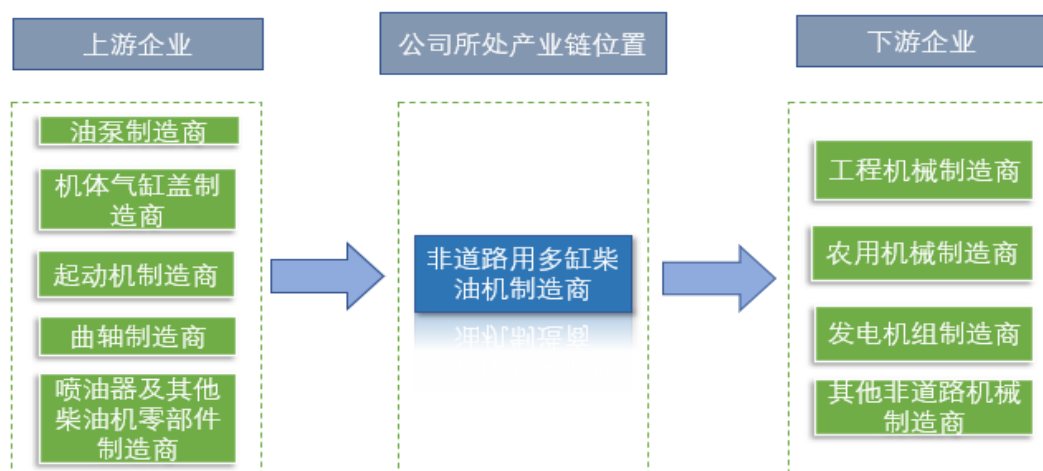 上游企业
公司所处产业链位置
下游企业
油泵制造商
机体气缸盖制
造商
起动机制造商
曲轴制造商
喷油器及其他
柴油机零部件
制造商
非道路用多缸柴
油机制造商
工程机械制造商
农用机械制造商
发电机组制造商
其他非道路机械
制造商